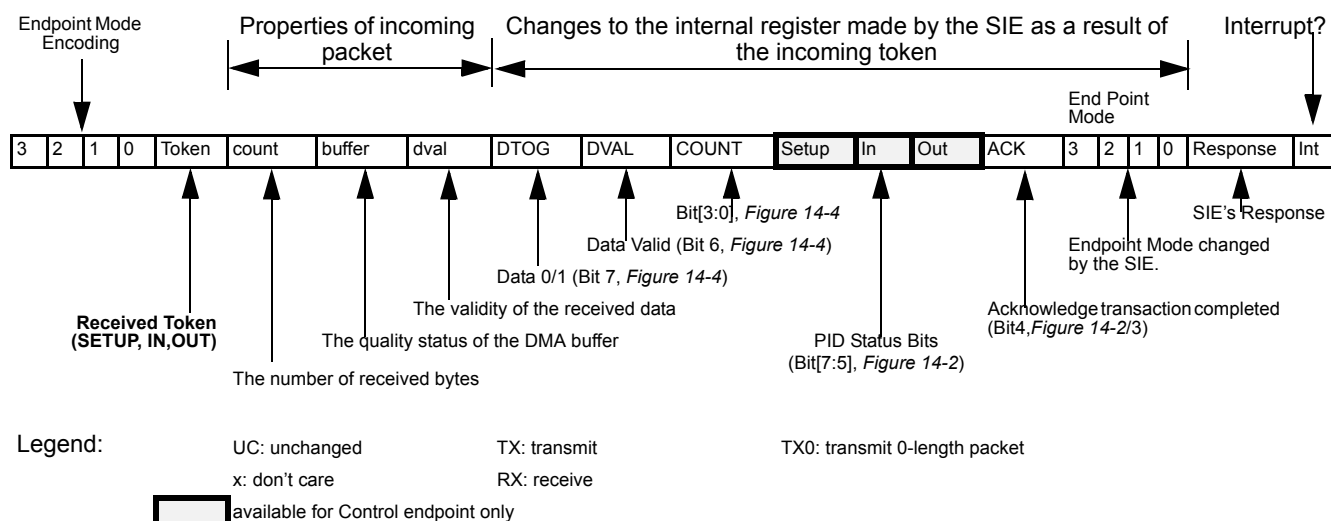 Endpoint Mode
Encoding
Properties of incoming
packet
Changes to the internal register made by the SIE as a result of
the incoming token
Interrupt?
End Point
Mode
3 2 1 0 Token count buffer dval DTOG DVAL COUNT Setup In Out ACK 3 2 1 0 Response Int
Bit[3:0], Figure 14-4
SIE's Response
Data Valid (Bit 6, Figure 14-4)
Endpoint Mode changed
by the SIE.
Data 0/1 (Bit 7, Figure 14-4)
The validity of the received data
Acknowledge transaction completed
(Bit4,Figure 14-2/3)
Received Token
(SETUP, IN,OUT)
The quality status of the DMA buffer
PID Status Bits
(Bit[7:5], Figure 14-2)
The number of received bytes
Legend:
UC: unchanged
TX: transmit
TX0: transmit 0-length packet
x: don't care
RX: receive
available for Control endpoint only